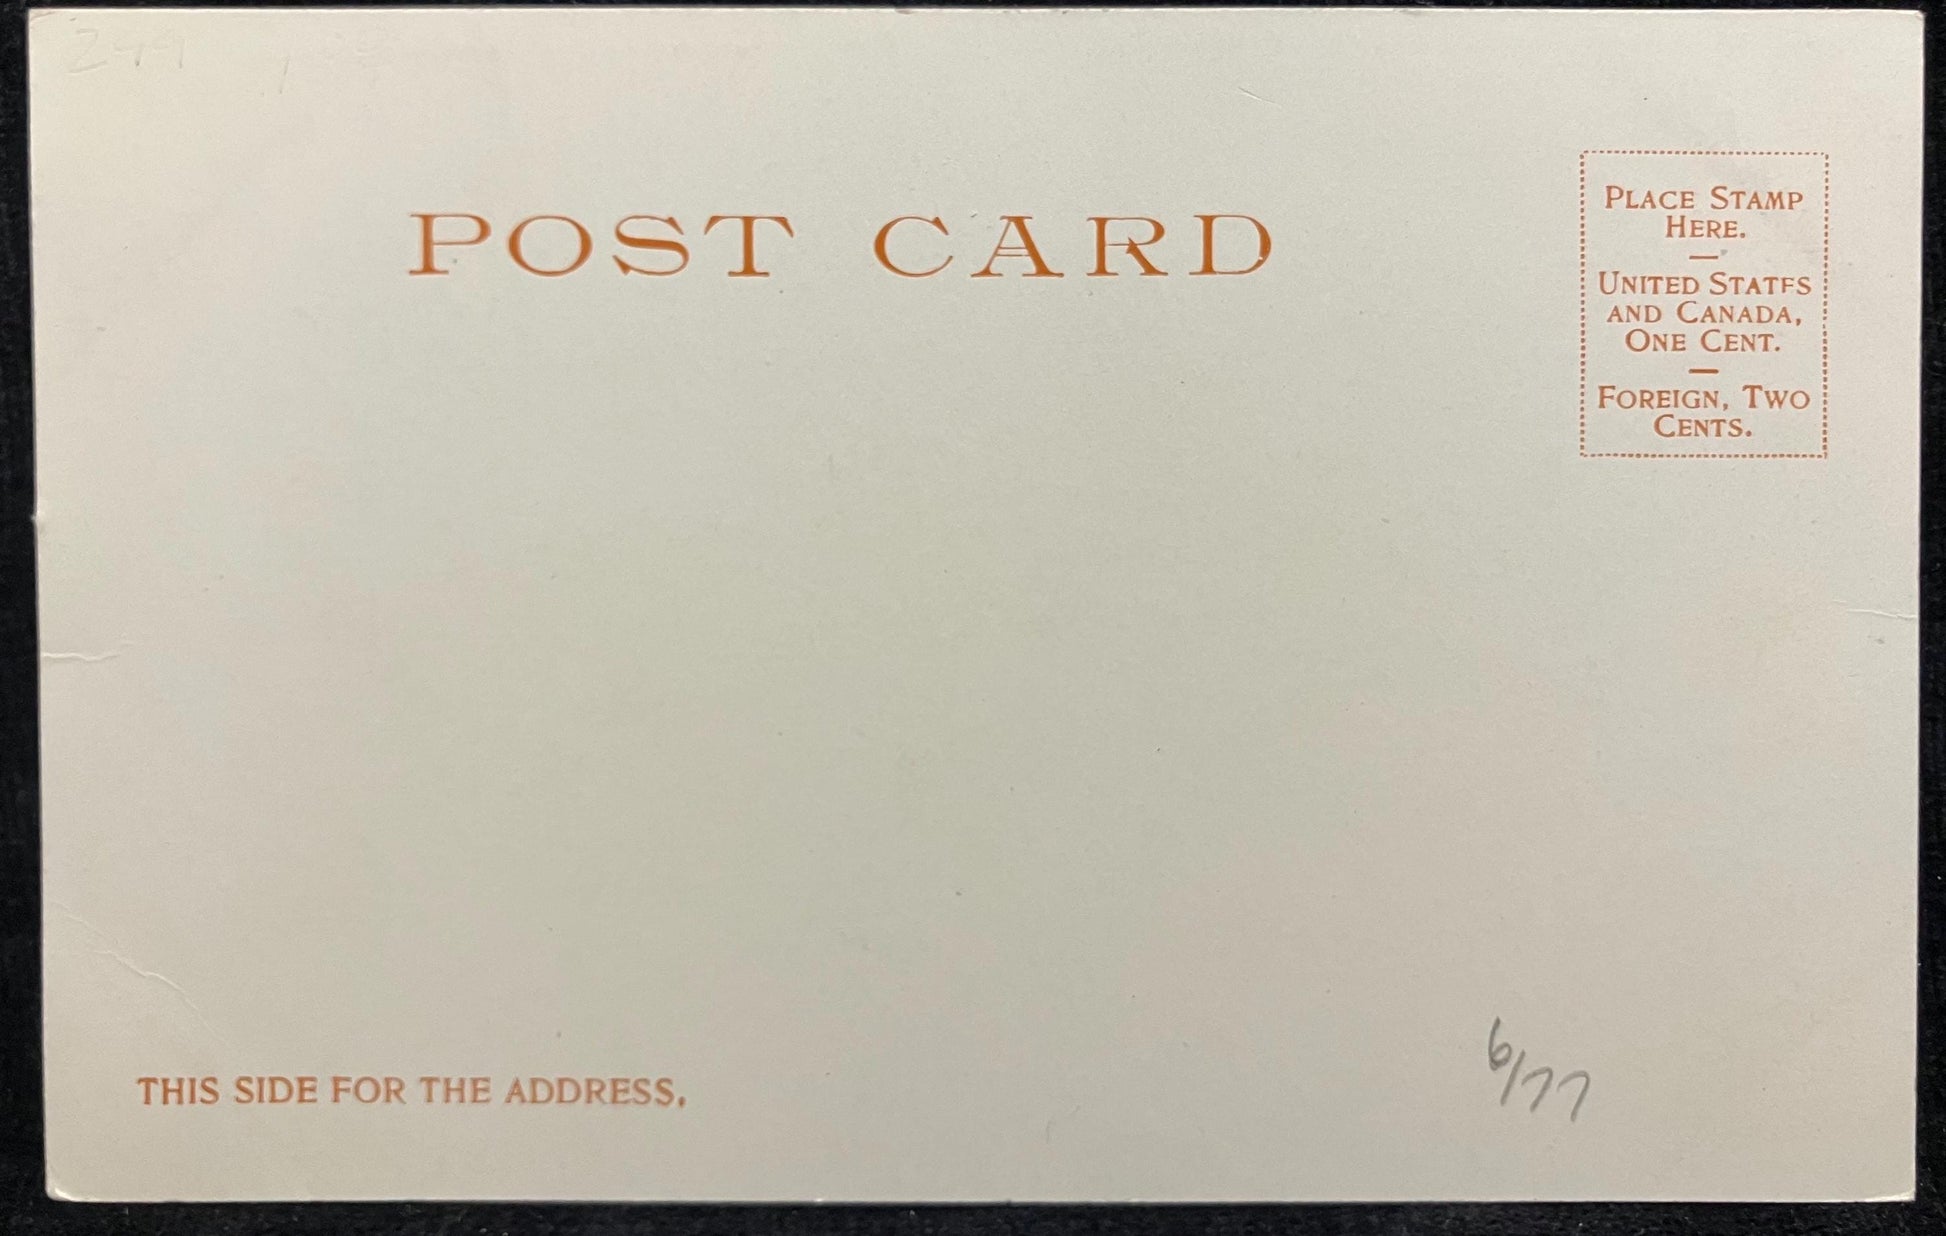 299
POST CARD
PLACE STAMP
HERE.
—
UNITED STATES
AND CANADA,
ONE CENT.
—
FOREIGN, TWO
CENTS.
THIS SIDE FOR THE ADDRESS.
6/77